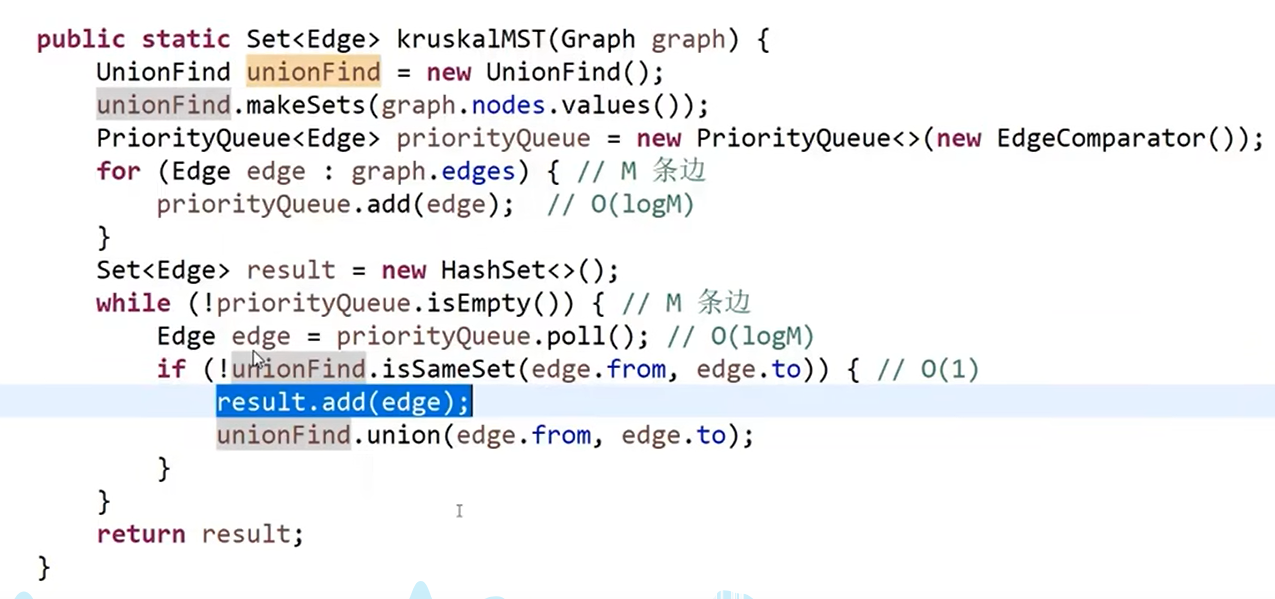 public static Set<Edge> kruskalMST(Graph graph) {
    UnionFind unionFind = new UnionFind();
    unionFind.makeSets(graph.nodes.values());
    PriorityQueue<Edge> priorityQueue = new PriorityQueue<>(new EdgeComparator());
    for (Edge edge : graph.edges) { // M 条边
        priorityQueue.add(edge);  // O(logM)
    }
    Set<Edge> result = new HashSet<>();
    while (!priorityQueue.isEmpty()) { // M 条边
        Edge edge = priorityQueue.poll(); // O(logM)
        if (!unionFind.isSameSet(edge.from, edge.to)) { // O(1)
            result.add(edge);
            unionFind.union(edge.from, edge.to);
        }
    }
    return result;
}